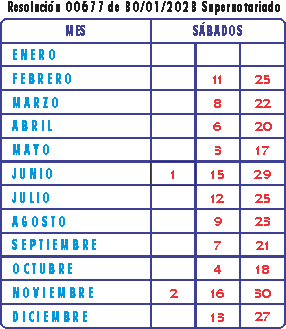 Resolución 00677 de 30/01/2023 Supernotariado
MES SÁBADOS
ENERO
FEBRERO 11 25
MARZO 8 22
ABRIL 6 20
MAYO 3 17
JUNIO 1 15 29
JULIO 12 25
AGOSTO 9 23
SEPTIEMBRE 7 21
OCTUBRE 4 18
NOVIEMBRE 2 16 30
DICIEMBRE 13 27